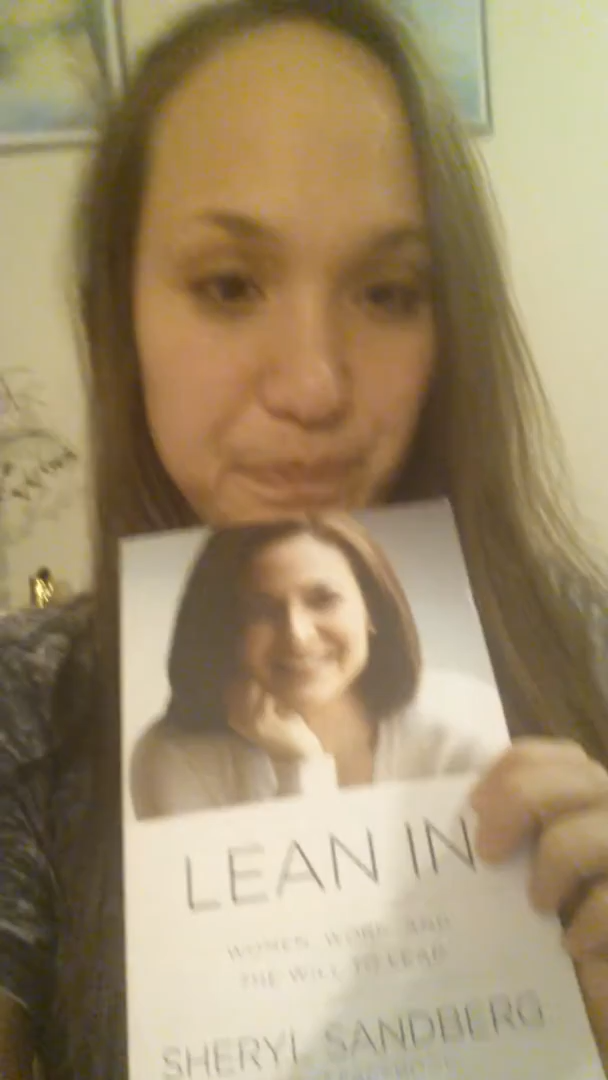 LEAN IN
WOMEN, WORK, AND
THE WILL TO LEAD
SHERYL SANDBERG